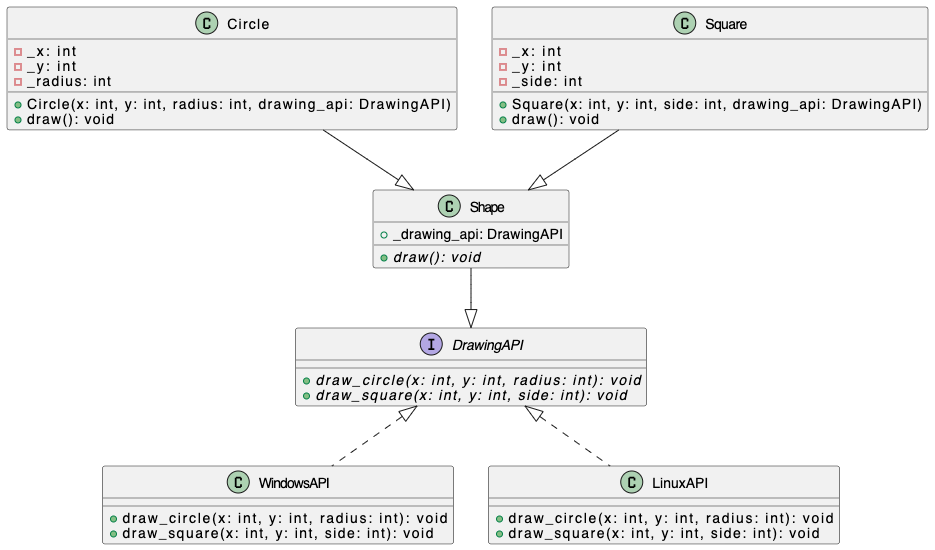 C Circle
_x: int
_y: int
_radius: int
Circle(x: int, y: int, radius: int, drawing_api: DrawingAPI)
draw(): void
C Square
_x: int
_y: int
_side: int
Square(x: int, y: int, side: int, drawing_api: DrawingAPI)
draw(): void
C Shape
_drawing_api: DrawingAPI
draw(): void
I DrawingAPI
draw_circle(x: int, y: int, radius: int): void
draw_square(x: int, y: int, side: int): void
C WindowsAPI
draw_circle(x: int, y: int, radius: int): void
draw_square(x: int, y: int, side: int): void
C LinuxAPI
draw_circle(x: int, y: int, radius: int): void
draw_square(x: int, y: int, side: int): void